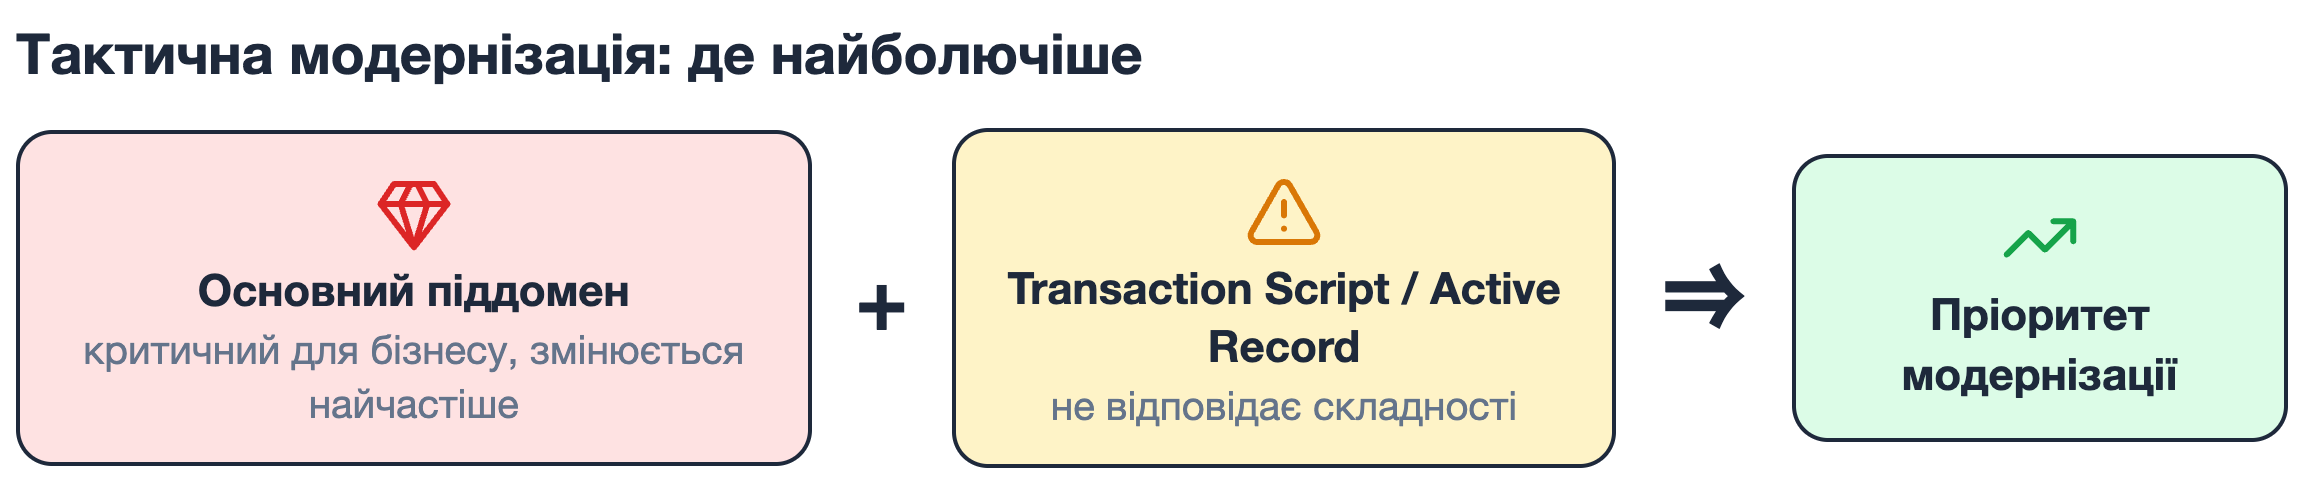 Тактична модернізація: де найболючіше
Основний піддомен
критичний для бізнесу, змінюється
найчастіше
+
Transaction Script / Active
Record
не відповідає складності
⇒
Пріоритет
модернізації